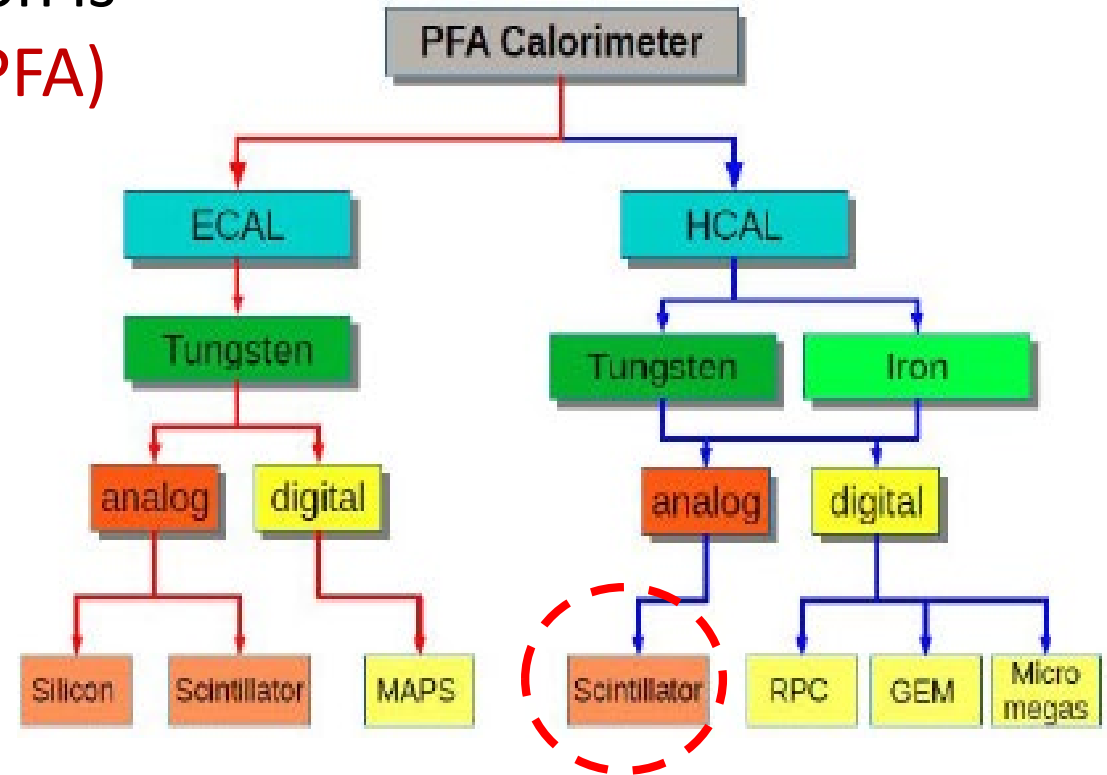 PFA)
PFA Calorimeter
ECAL
HCAL
Tungsten
Tungsten
Iron
analog
digital
analog
digital
Silicon
Scintillator
MAPS
Scintillator
RPC
GEM
Micro
megas